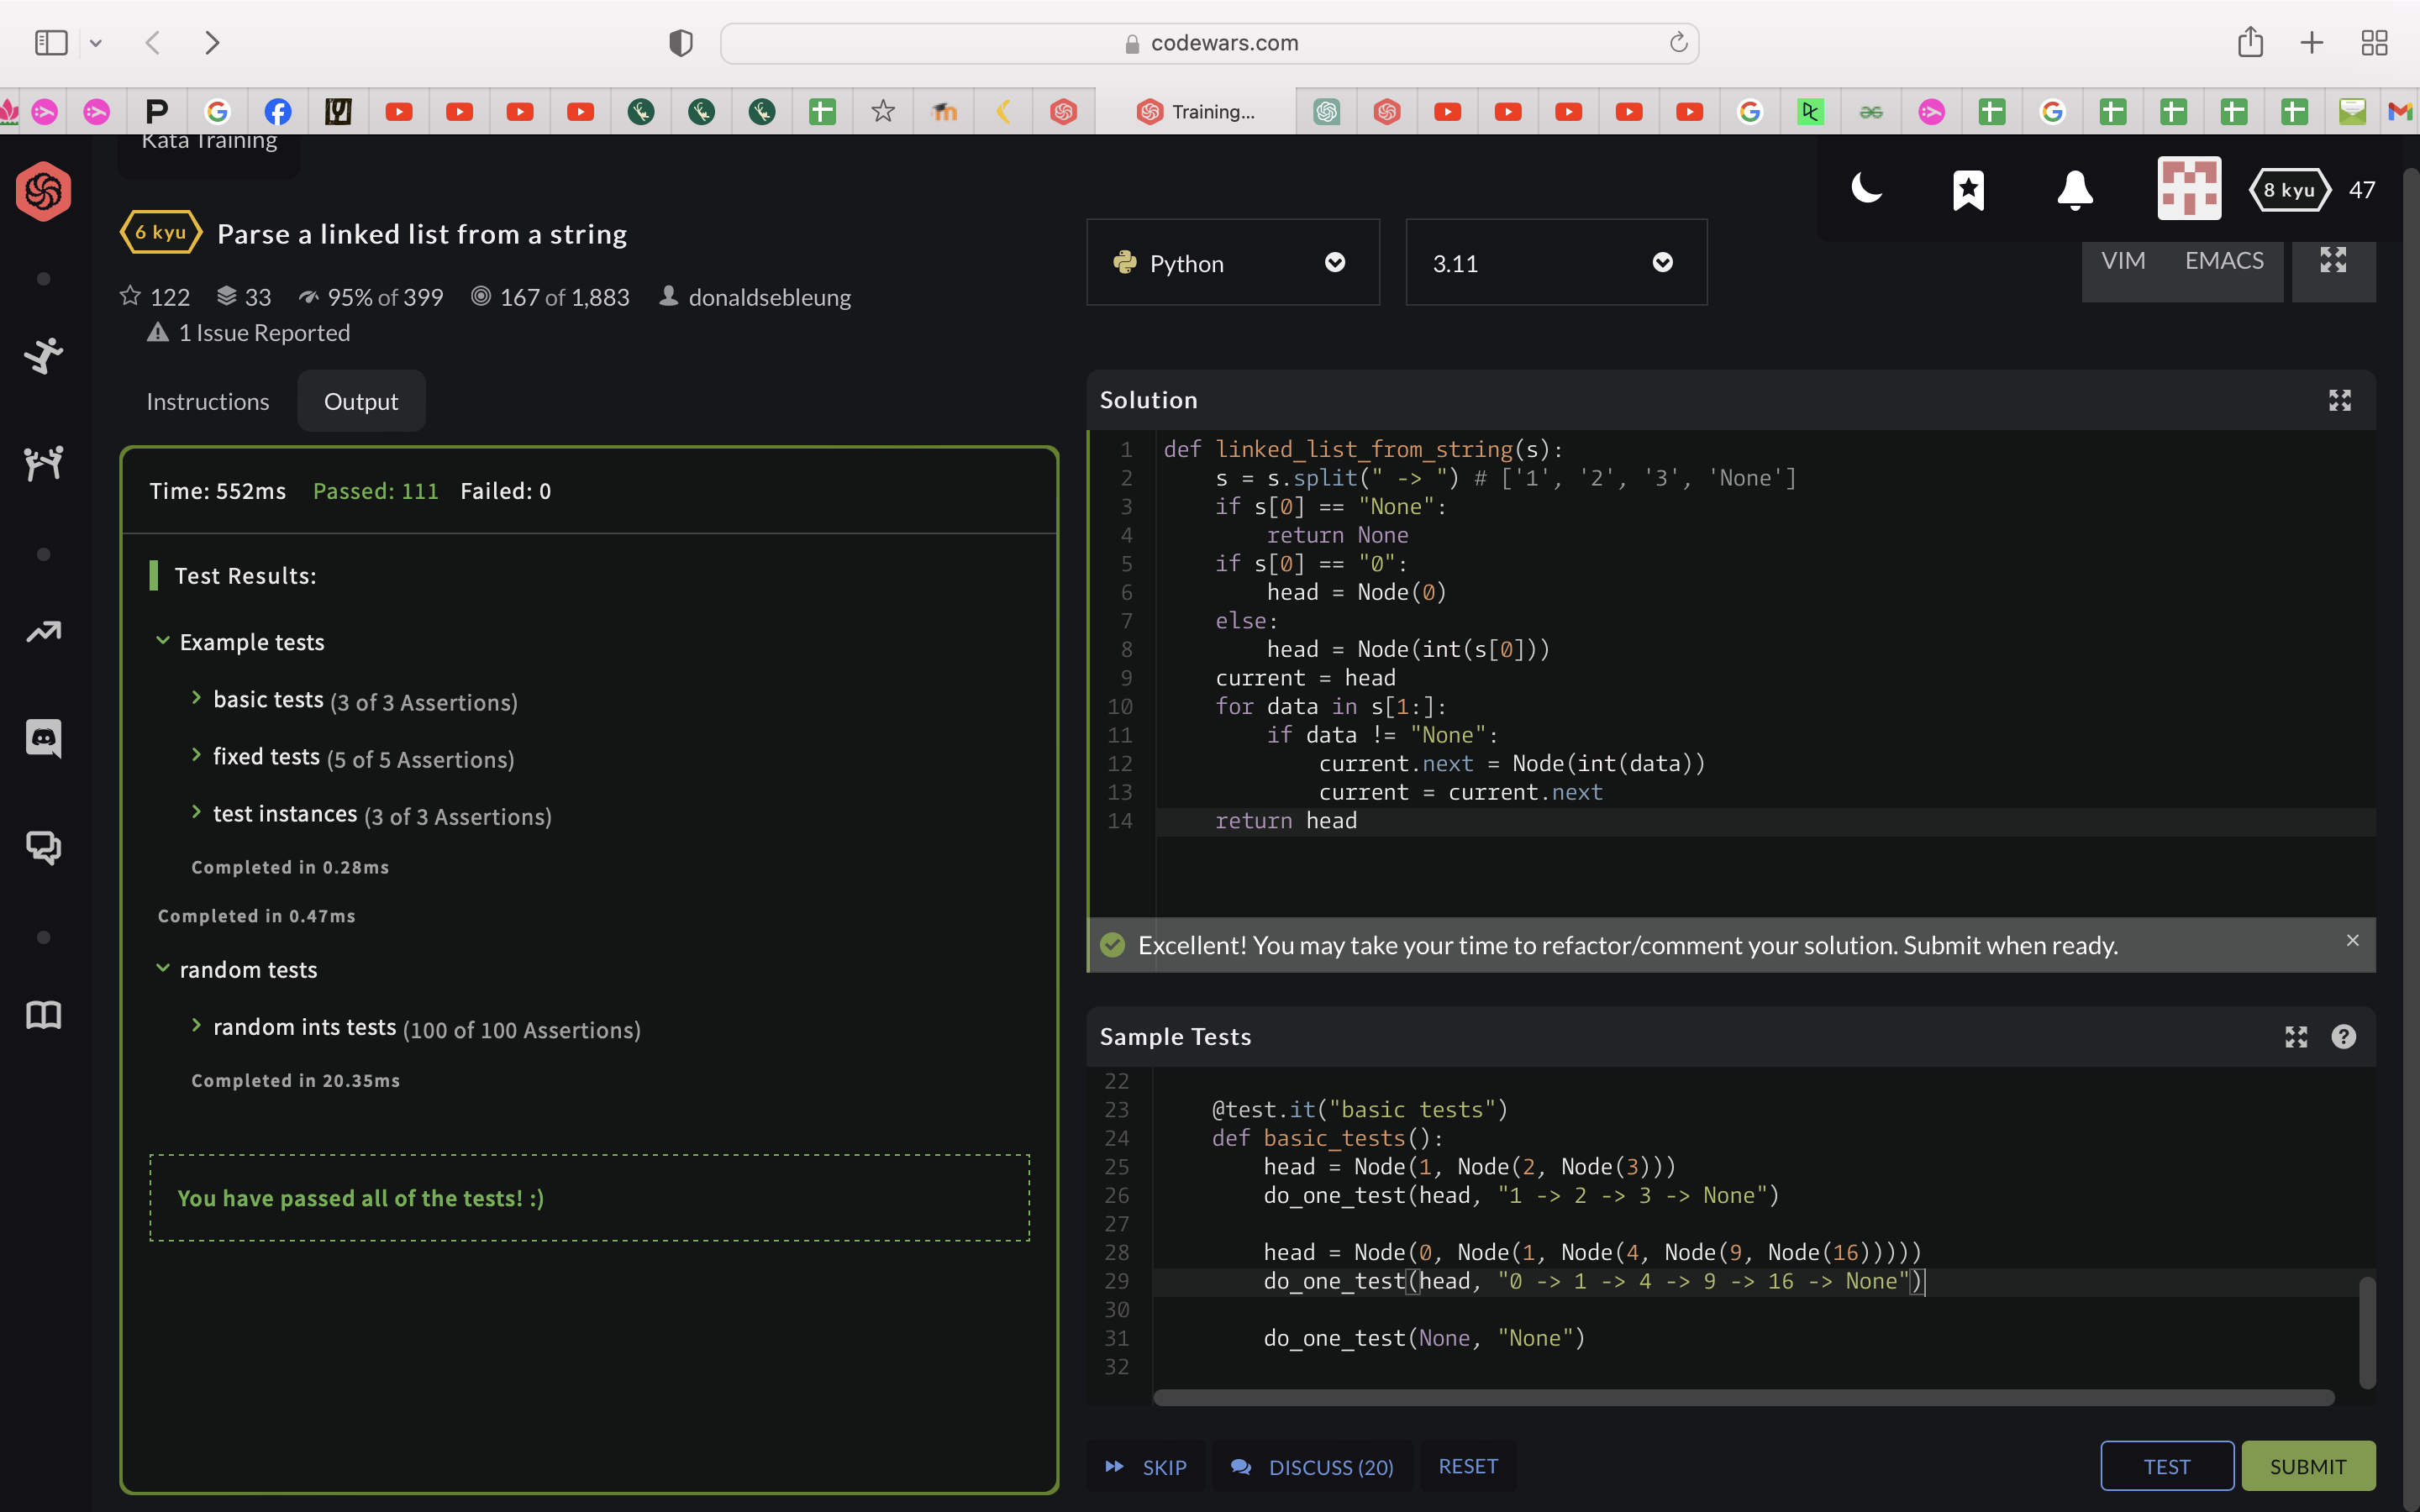 codewars.com
Training...
Kata Training
8 kyu 47
6 kyu Parse a linked list from a string
122 33 95% of 399 167 of 1,883 donaldsebleung
1 Issue Reported
Python 3.11 VIM EMACS
Instructions Output
Time: 552ms Passed: 111 Failed: 0
Test Results:
Example tests
basic tests (3 of 3 Assertions)
fixed tests (5 of 5 Assertions)
test instances (3 of 3 Assertions)
Completed in 0.28ms
Completed in 0.47ms
random tests
random ints tests (100 of 100 Assertions)
Completed in 20.35ms
You have passed all of the tests! :)
Solution
1 def linked_list_from_string(s):
2     s = s.split(" -> ") # ['1', '2', '3', 'None']
3     if s[0] == "None":
4         return None
5     if s[0] == "0":
6         head = Node(0)
7     else:
8         head = Node(int(s[0]))
9     current = head
10     for data in s[1:]:
11         if data != "None":
12             current.next = Node(int(data))
13             current = current.next
14     return head
Excellent! You may take your time to refactor/comment your solution. Submit when ready.
Sample Tests
22
23     @test.it("basic tests")
24     def basic_tests():
25         head = Node(1, Node(2, Node(3)))
26         do_one_test(head, "1 -> 2 -> 3 -> None")
27
28         head = Node(0, Node(1, Node(4, Node(9, Node(16)))))
29         do_one_test(head, "0 -> 1 -> 4 -> 9 -> 16 -> None")
30
31         do_one_test(None, "None")
32
SKIP DISCUSS (20) RESET TEST SUBMIT